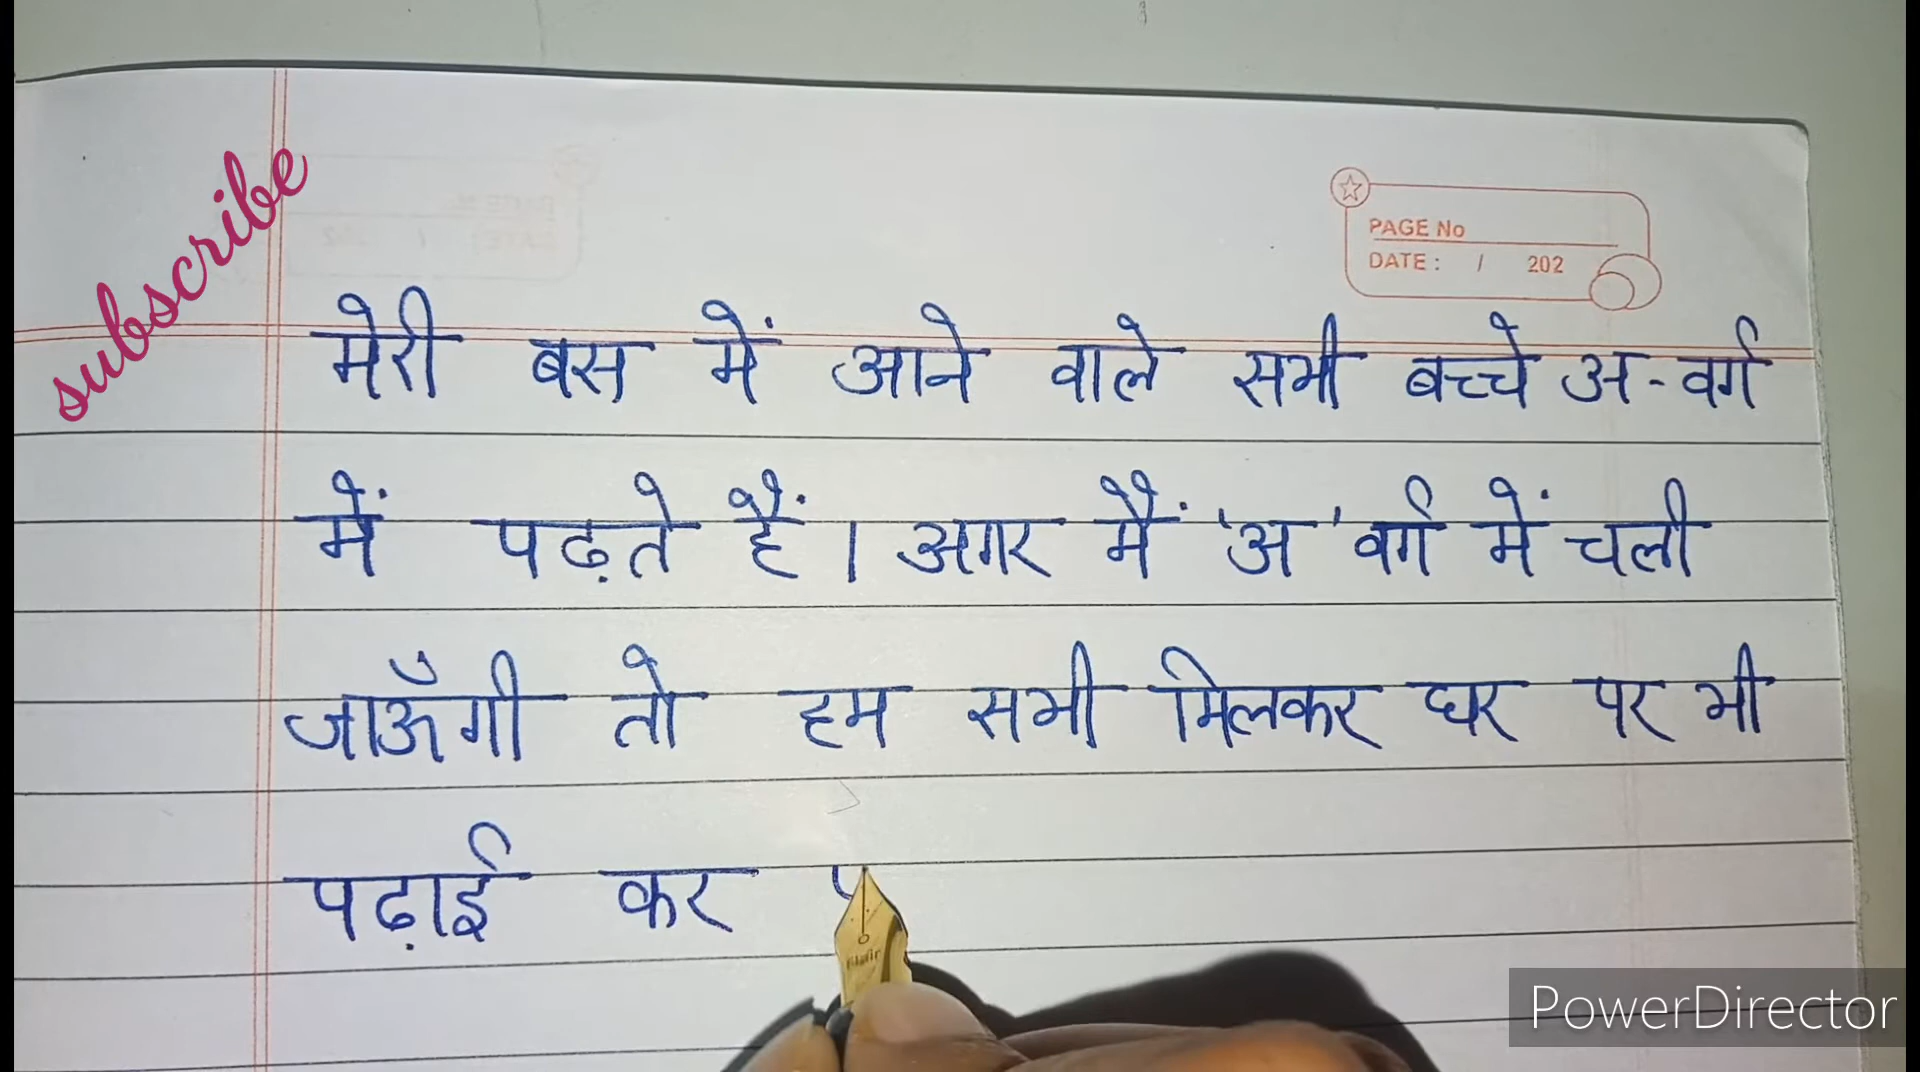 subscribe
PAGE No
DATE : / 202
मेरी बस में आने वाले सभी बच्चे अ - वर्ग
में पढ़ते हैं । अगर मैं 'अ' वर्ग में चली
जाऊँगी तो हम सभी मिलकर घर पर भी
पढ़ाई कर
PowerDirector